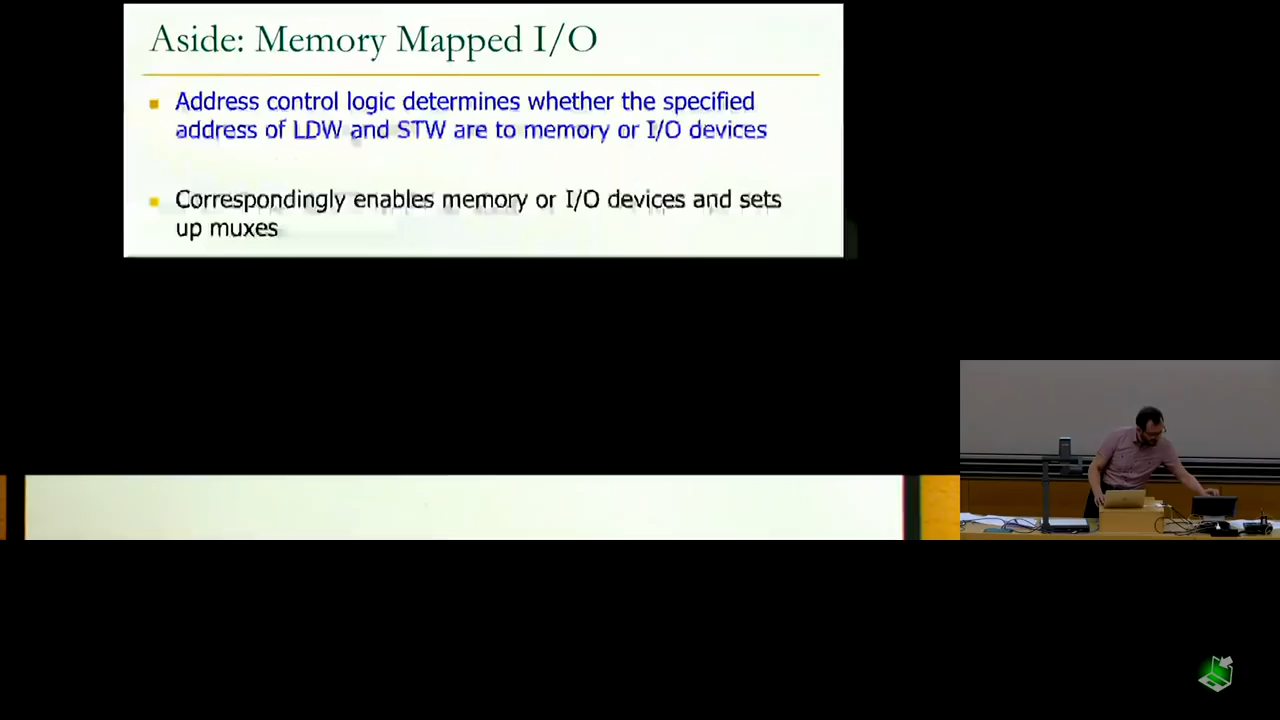 Aside: Memory Mapped I/O
Address control logic determines whether the specified
address of LDW and STW are to memory or I/O devices
Correspondingly enables memory or I/O devices and sets
up muxes